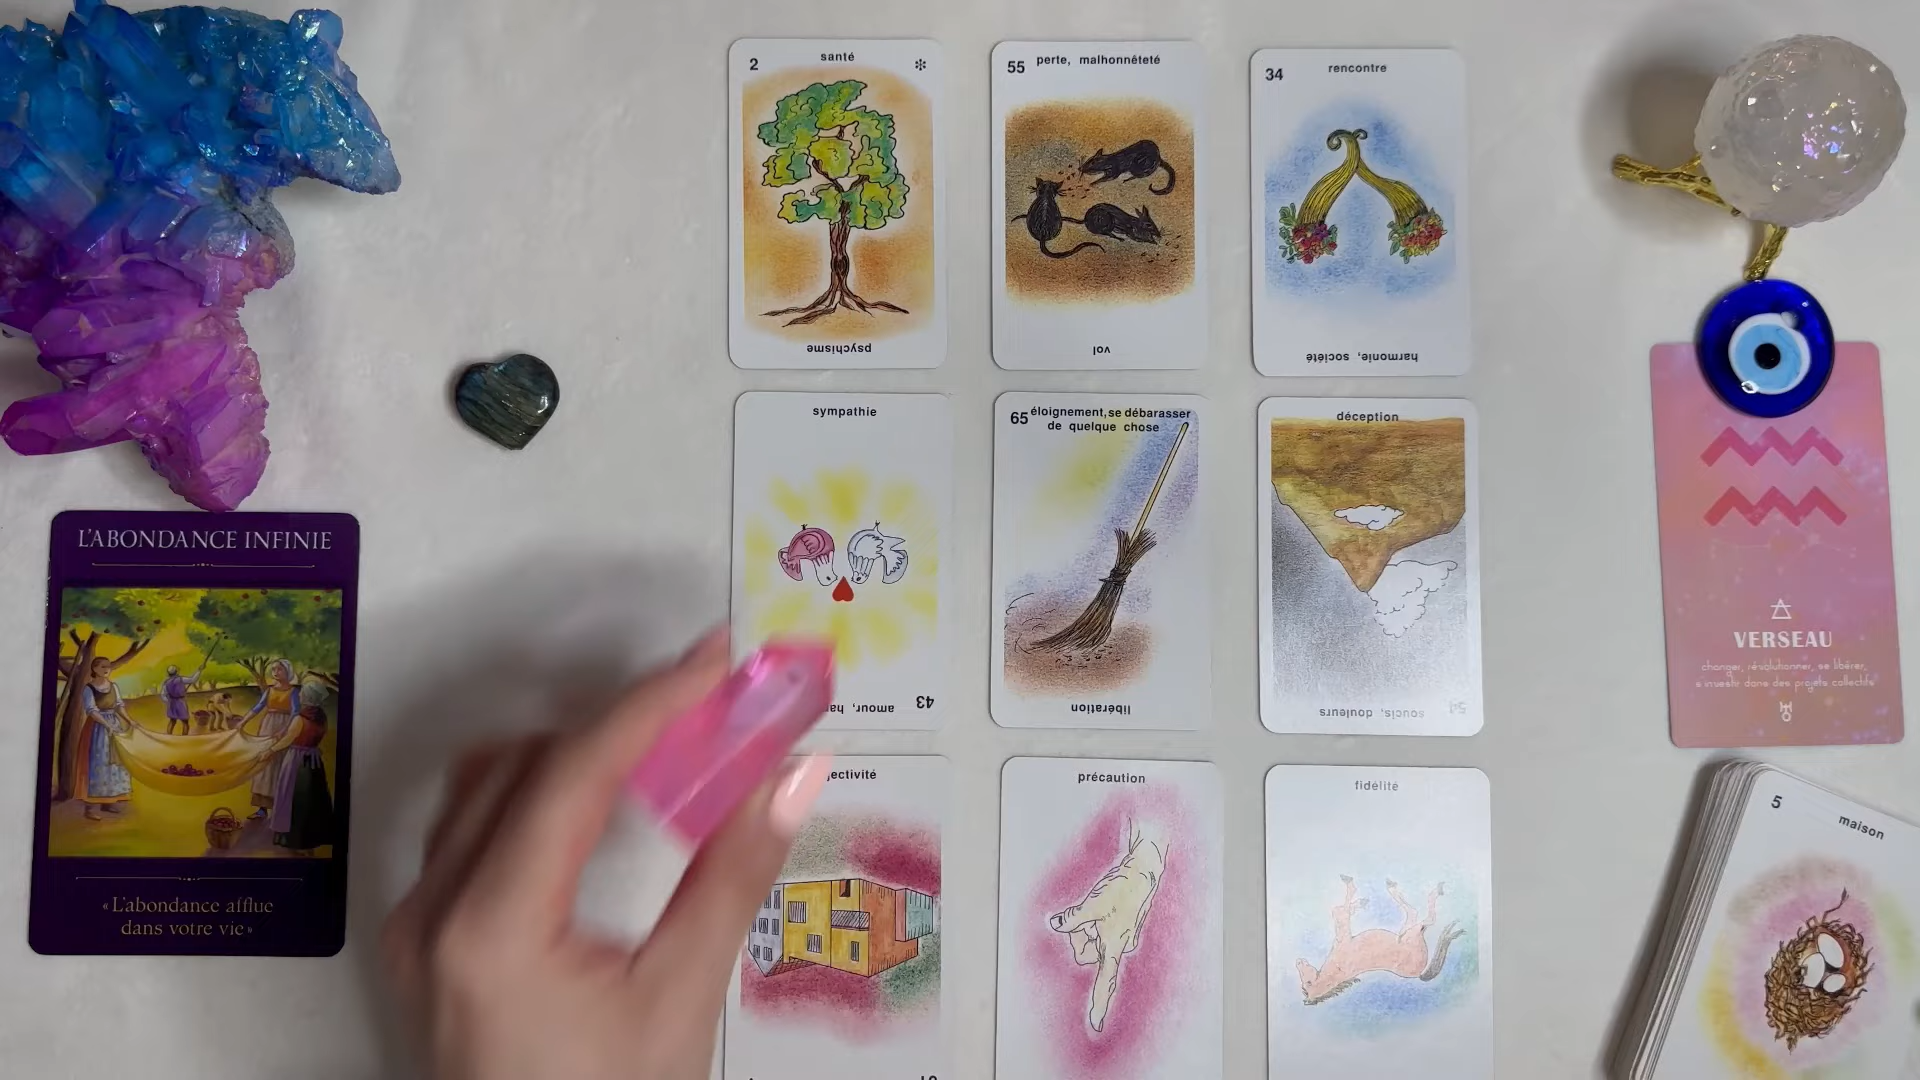 2
santé
✻
psychisme
55
perte, malhonnêteté
vol
34
rencontre
harmonie, société
sympathie
43
amour,
65
éloignement, se débarasser
de quelque chose
libération
déception
54
soucis, douleurs
précaution
fidélité
5
maison
L'ABONDANCE INFINIE
«L'abondance afflue
dans votre vie»
VERSEAU
changer, révolutionner, se libérer,
s'investir dans des projets collectifs